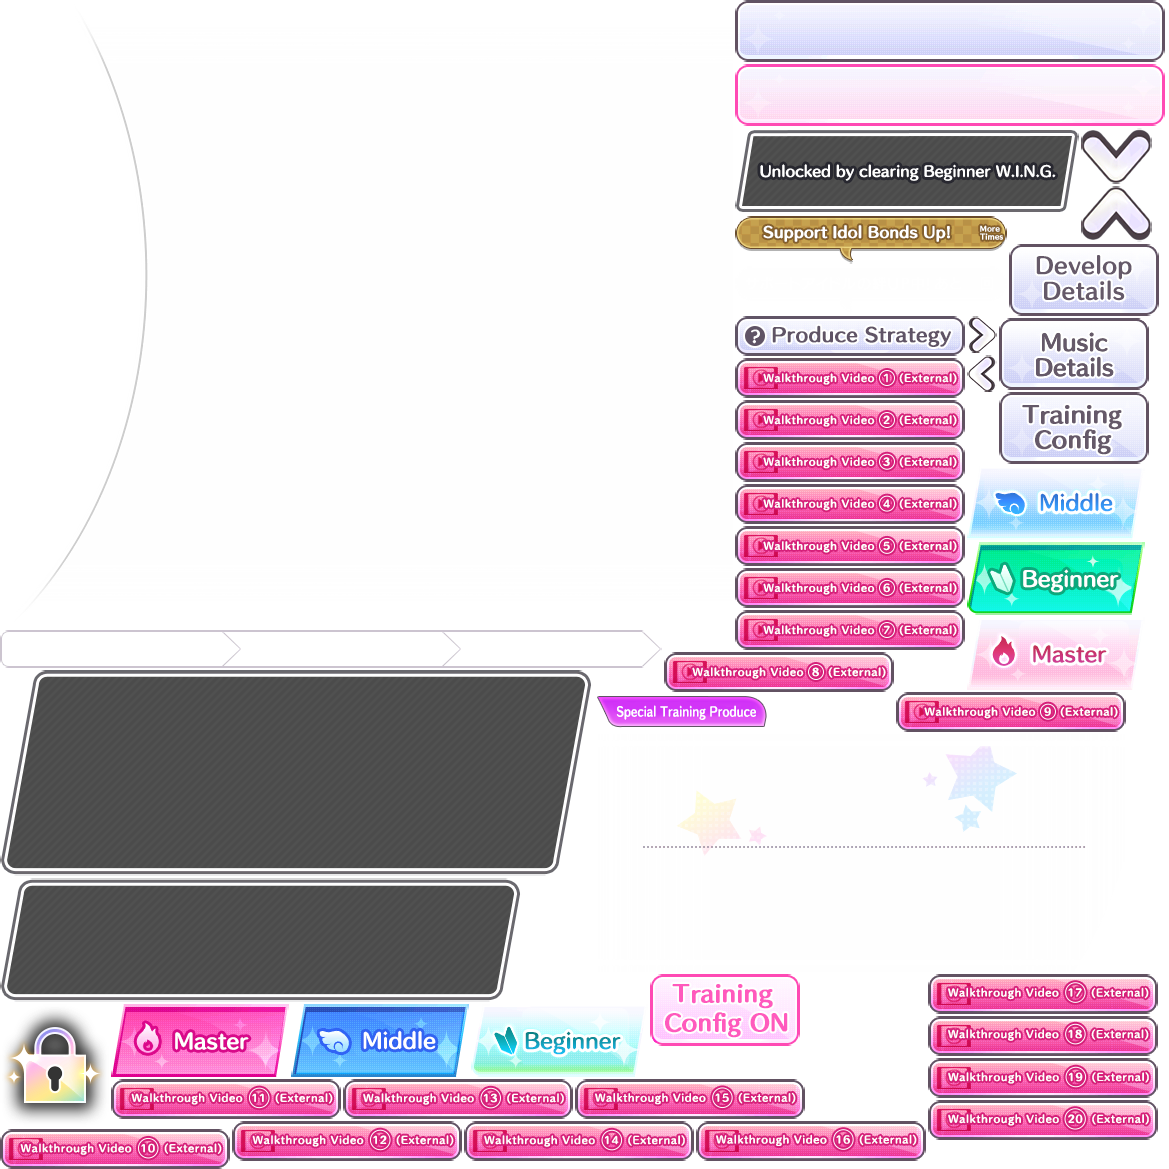 Unlocked by clearing Beginner W.I.N.G.
Support Idol Bonds Up!
More
Times
Develop
Details
? Produce Strategy
Music
Details
Walkthrough Video ① (External)
Training
Config
Walkthrough Video ② (External)
Walkthrough Video ③ (External)
Walkthrough Video ④ (External)
Middle
Walkthrough Video ⑤ (External)
Beginner
Walkthrough Video ⑥ (External)
Walkthrough Video ⑦ (External)
Master
Walkthrough Video ⑧ (External)
Special Training Produce
Walkthrough Video ⑨ (External)
Training
Config ON
Walkthrough Video ⑰ (External)
Walkthrough Video ⑱ (External)
Master
Middle
Beginner
Walkthrough Video ⑲ (External)
Walkthrough Video ⑪ (External)
Walkthrough Video ⑬ (External)
Walkthrough Video ⑮ (External)
Walkthrough Video ⑳ (External)
Walkthrough Video ⑩ (External)
Walkthrough Video ⑫ (External)
Walkthrough Video ⑭ (External)
Walkthrough Video ⑯ (External)